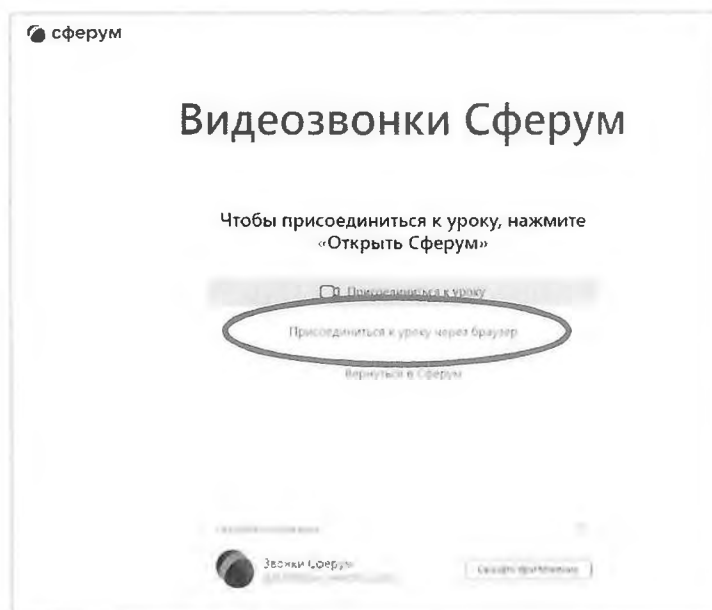 сферум
Видеозвонки Сферум
Чтобы присоединиться к уроку, нажмите
«Открыть Сферум»
Присоединиться к уроку
Присоединиться к уроку через браузер
Вернуться в Сферум
Звонки Сферум
Скачать приложение